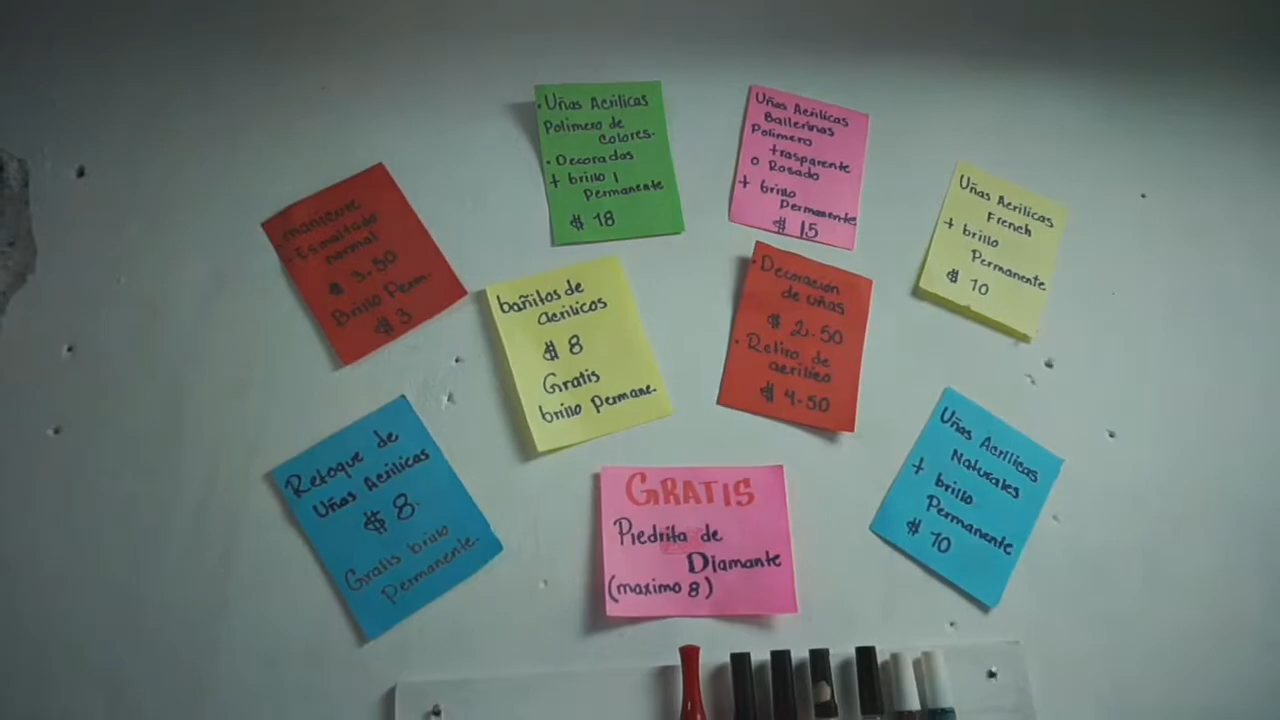 • Uñas Acrílicas
Polimero de
colores.
• Decorados
+ brillo
Permanente
$ 18
Uñas Acrílicas
Ballerinas
Polimero
trasparente
o Rosado
+ brillo
Permanente
$ 15
Uñas Acrílicas
French
+ brillo
Permanente
$ 10
manicure
• Esmaltado
normal
$ 3.50
Brillo Perm.
$ 3
bañitos de
acrilicos
$ 8
Gratis
brillo Permane.
• Decoración
de uñas
$ 2.50
• Retiro de
acrilico
$ 4.50
Retoque de
Uñas Acrilicas
$ 8.
Gratis brillo
Permanente.
GRATIS
Piedrita de
Diamante
(maximo 8)
Uñas Acrilicas
Naturales
+ brillo
Permanente
$ 10